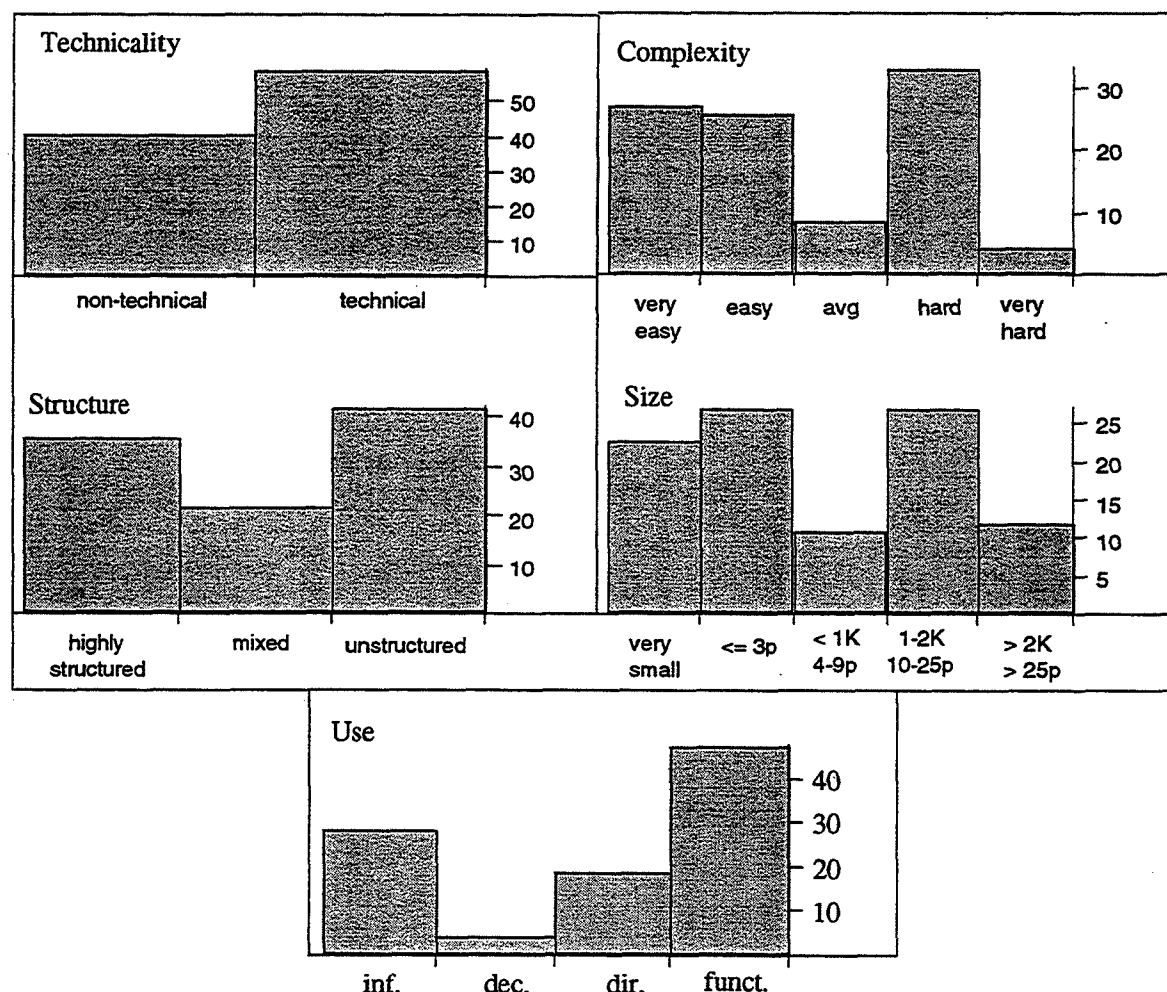 Technicality
50
40
30
20
10
non-technical technical
Complexity
30
20
10
very easy avg hard very
easy hard
Structure
40
30
20
10
highly mixed unstructured
structured
Size
25
20
15
10
5
very <= 3p < 1K 1-2K > 2K
small 4-9p 10-25p > 25p
Use
40
30
20
10
inf. dec. dir. funct.